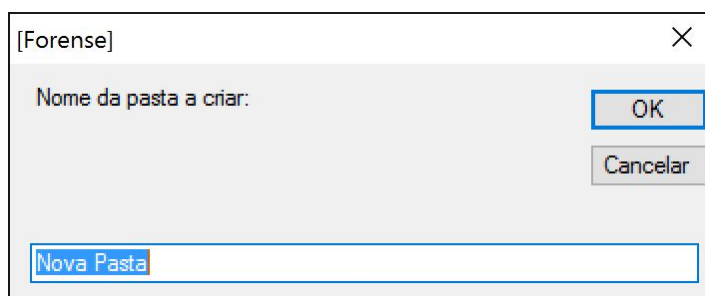 [Forense]
Nome da pasta a criar:
OK
Cancelar
Nova Pasta